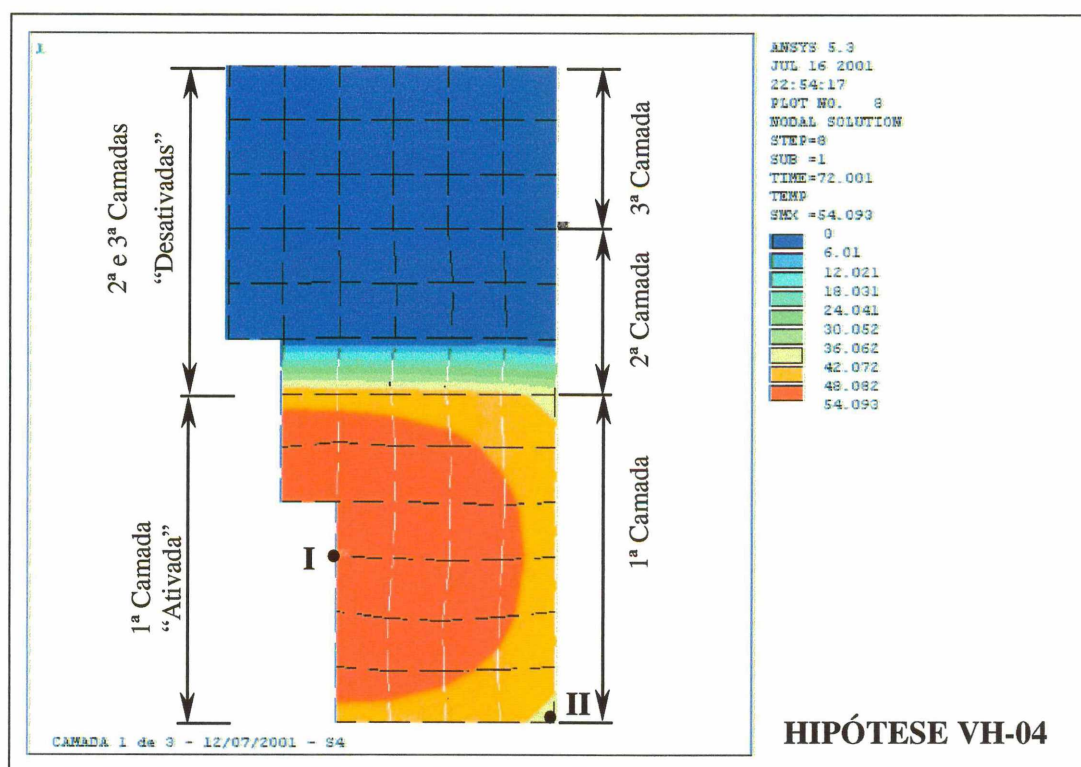 ANSYS 5.3
JUL 16 2001
22:54:17
PLOT NO. 8
NODAL SOLUTION
STEP=8
SUB =1
TIME=72.001
TEMP
SMX =54.093
0
6.01
12.021
18.031
24.041
30.052
36.062
42.072
48.082
54.093
2ª e 3ª Camadas
“Desativadas”
3ª Camada
2ª Camada
1ª Camada
“Ativada”
1ª Camada
I
II
CAMADA 1 de 3 - 12/07/2001 - S4
HIPÓTESE VH-04